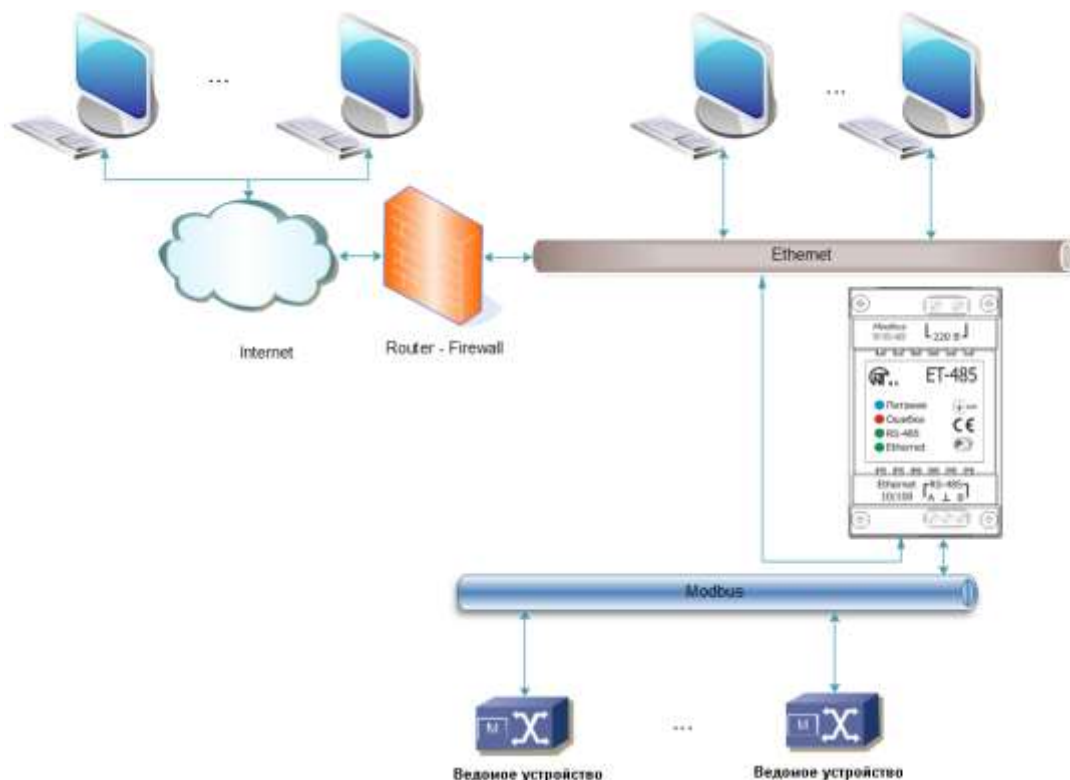 ...
...
Ethernet
Internet
Router - Firewall
Modbus
220 В
ET-485
Питание
Ошибка
RS-485
Ethernet
CE
Ethernet
10/100
RS-485
A ⊥ B
Modbus
M
...
M
Ведомое устройство
Ведомое устройство